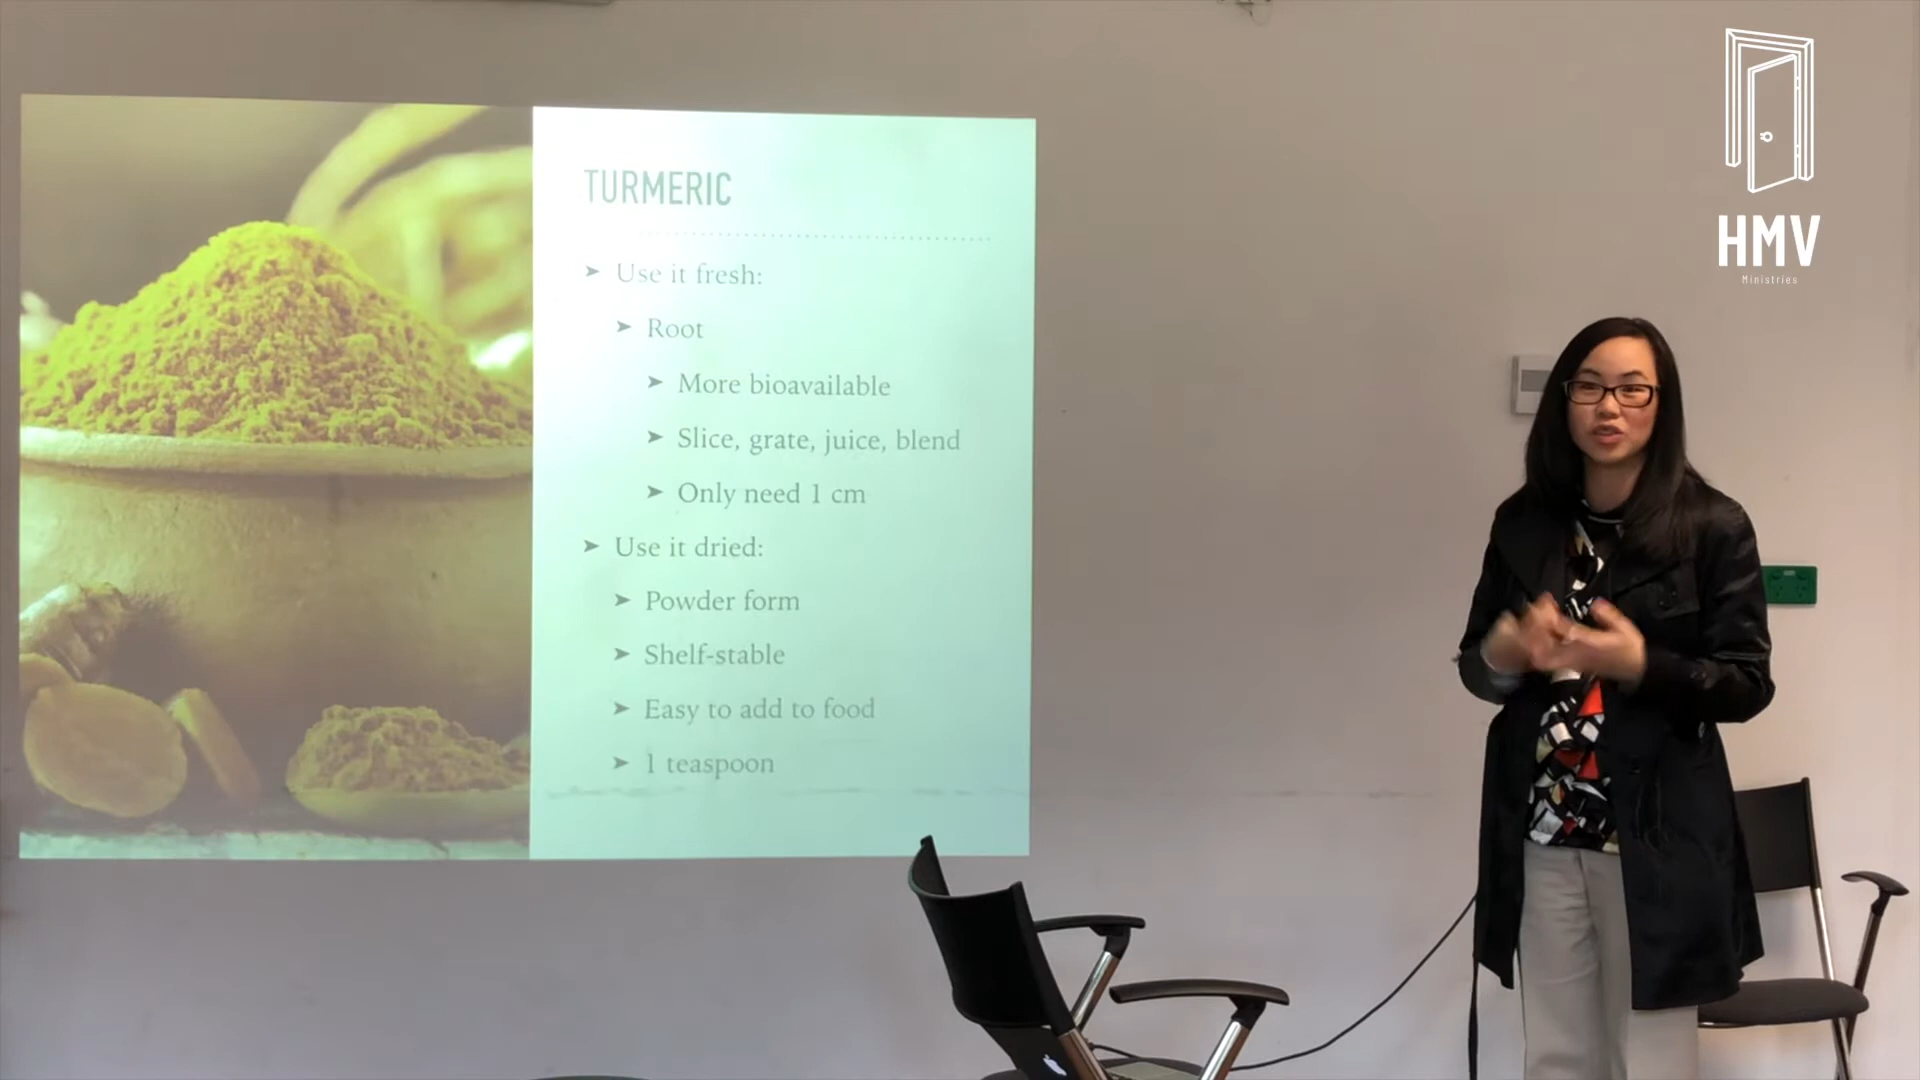 TURMERIC
➤ Use it fresh:
➤ Root
➤ More bioavailable
➤ Slice, grate, juice, blend
➤ Only need 1 cm
➤ Use it dried:
➤ Powder form
➤ Shelf-stable
➤ Easy to add to food
➤ 1 teaspoon
HMV
Ministries